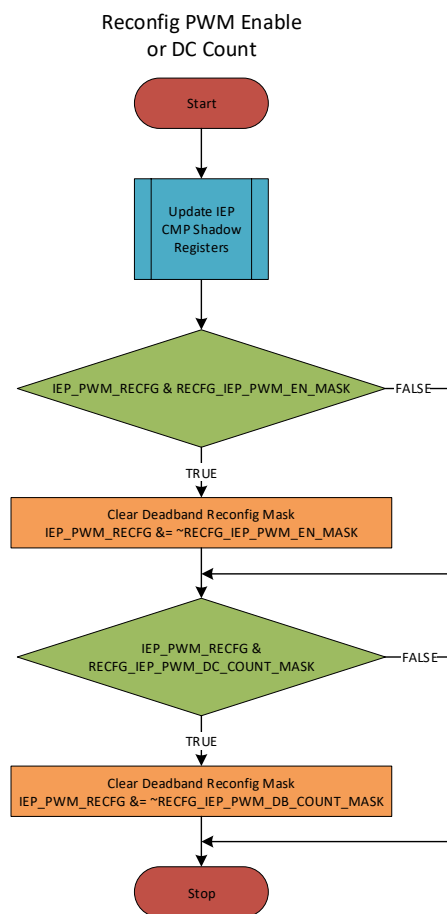 Reconfig PWM Enable
or DC Count
Start
Update IEP
CMP Shadow
Registers
IEP_PWM_RECFG & RECFG_IEP_PWM_EN_MASK
FALSE
TRUE
Clear Deadband Reconfig Mask
IEP_PWM_RECFG &= ~RECFG_IEP_PWM_EN_MASK
IEP_PWM_RECFG &
RECFG_IEP_PWM_DC_COUNT_MASK
FALSE
TRUE
Clear Deadband Reconfig Mask
IEP_PWM_RECFG &= ~RECFG_IEP_PWM_DB_COUNT_MASK
Stop